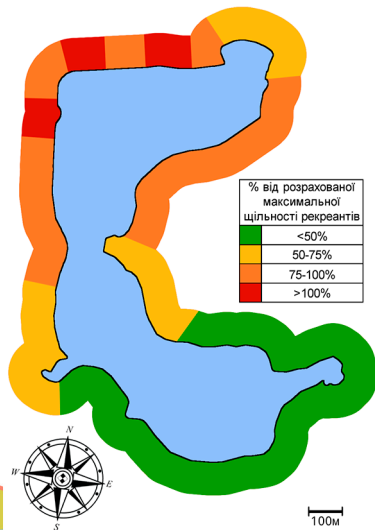 % від розрахованої
максимальної
щільності рекреантів
<50%
50-75%
75-100%
>100%
N
W
E
S
100м